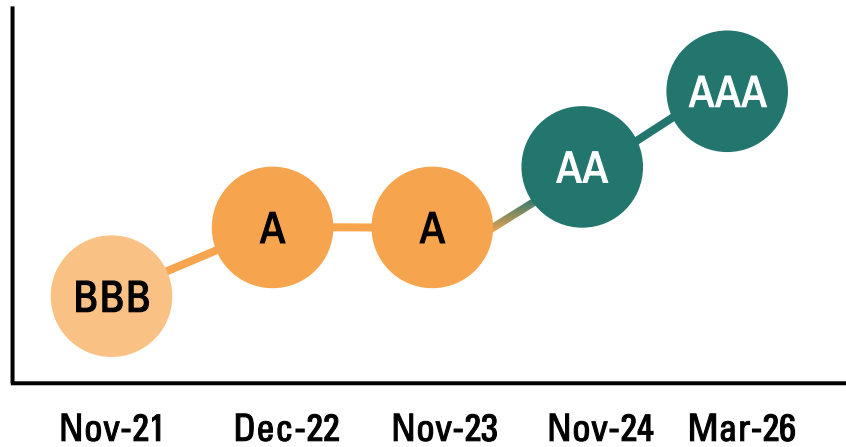 AAA
AA
A A
BBB
Nov-21 Dec-22 Nov-23 Nov-24 Mar-26